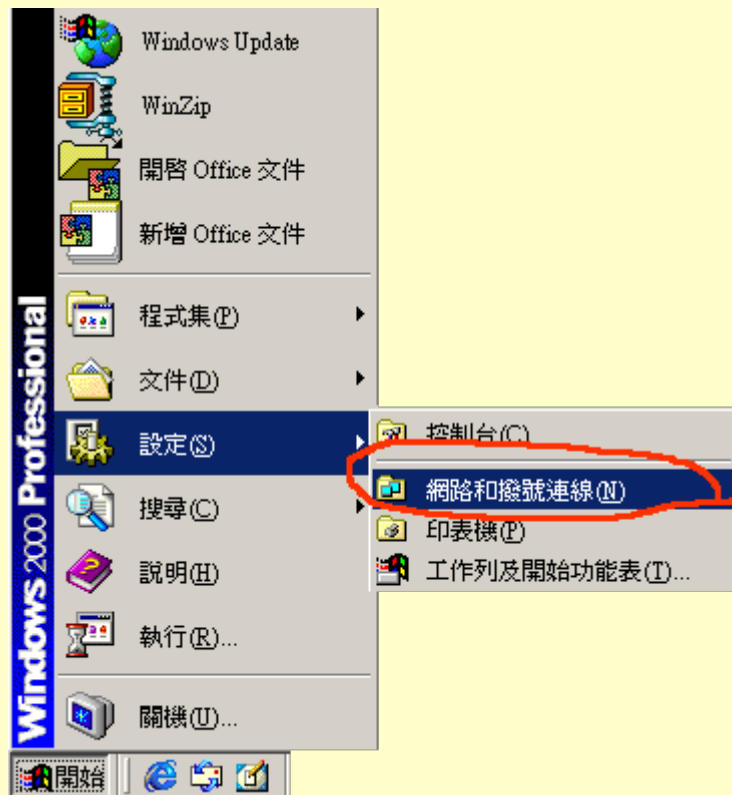 Windows Update
WinZip
開啓 Office 文件
新增 Office 文件
程式集(P)
文件(D)
設定(S)
搜尋(C)
說明(H)
執行(R)...
關機(U)...
控制台(C)
網路和撥號連線(N)
印表機(P)
工作列及開始功能表(T)...
Windows 2000 Professional
開始